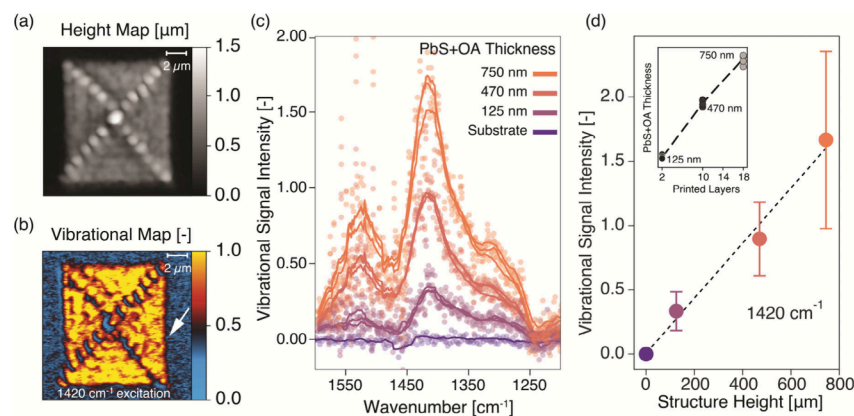 (a)
Height Map [µm]
2 µm
1.5
1.0
0.5
0.0
(b)
Vibrational Map [-]
2 µm
1420 cm⁻¹ excitation
1.0
0.5
0.0
(c)
Vibrational Signal Intensity [-]
2.00
1.50
1.00
0.50
0.00
PbS+OA Thickness
750 nm
470 nm
125 nm
Substrate
1550 1450 1350 1250
Wavenumber [cm⁻¹]
(d)
Vibrational Signal Intensity [-]
2.0
1.5
1.0
0.5
0.0
PbS+OA Thickness
750 nm
470 nm
125 nm
2 6 10 14 18
Printed Layers
1420 cm⁻¹
0 200 400 600 800
Structure Height [µm]